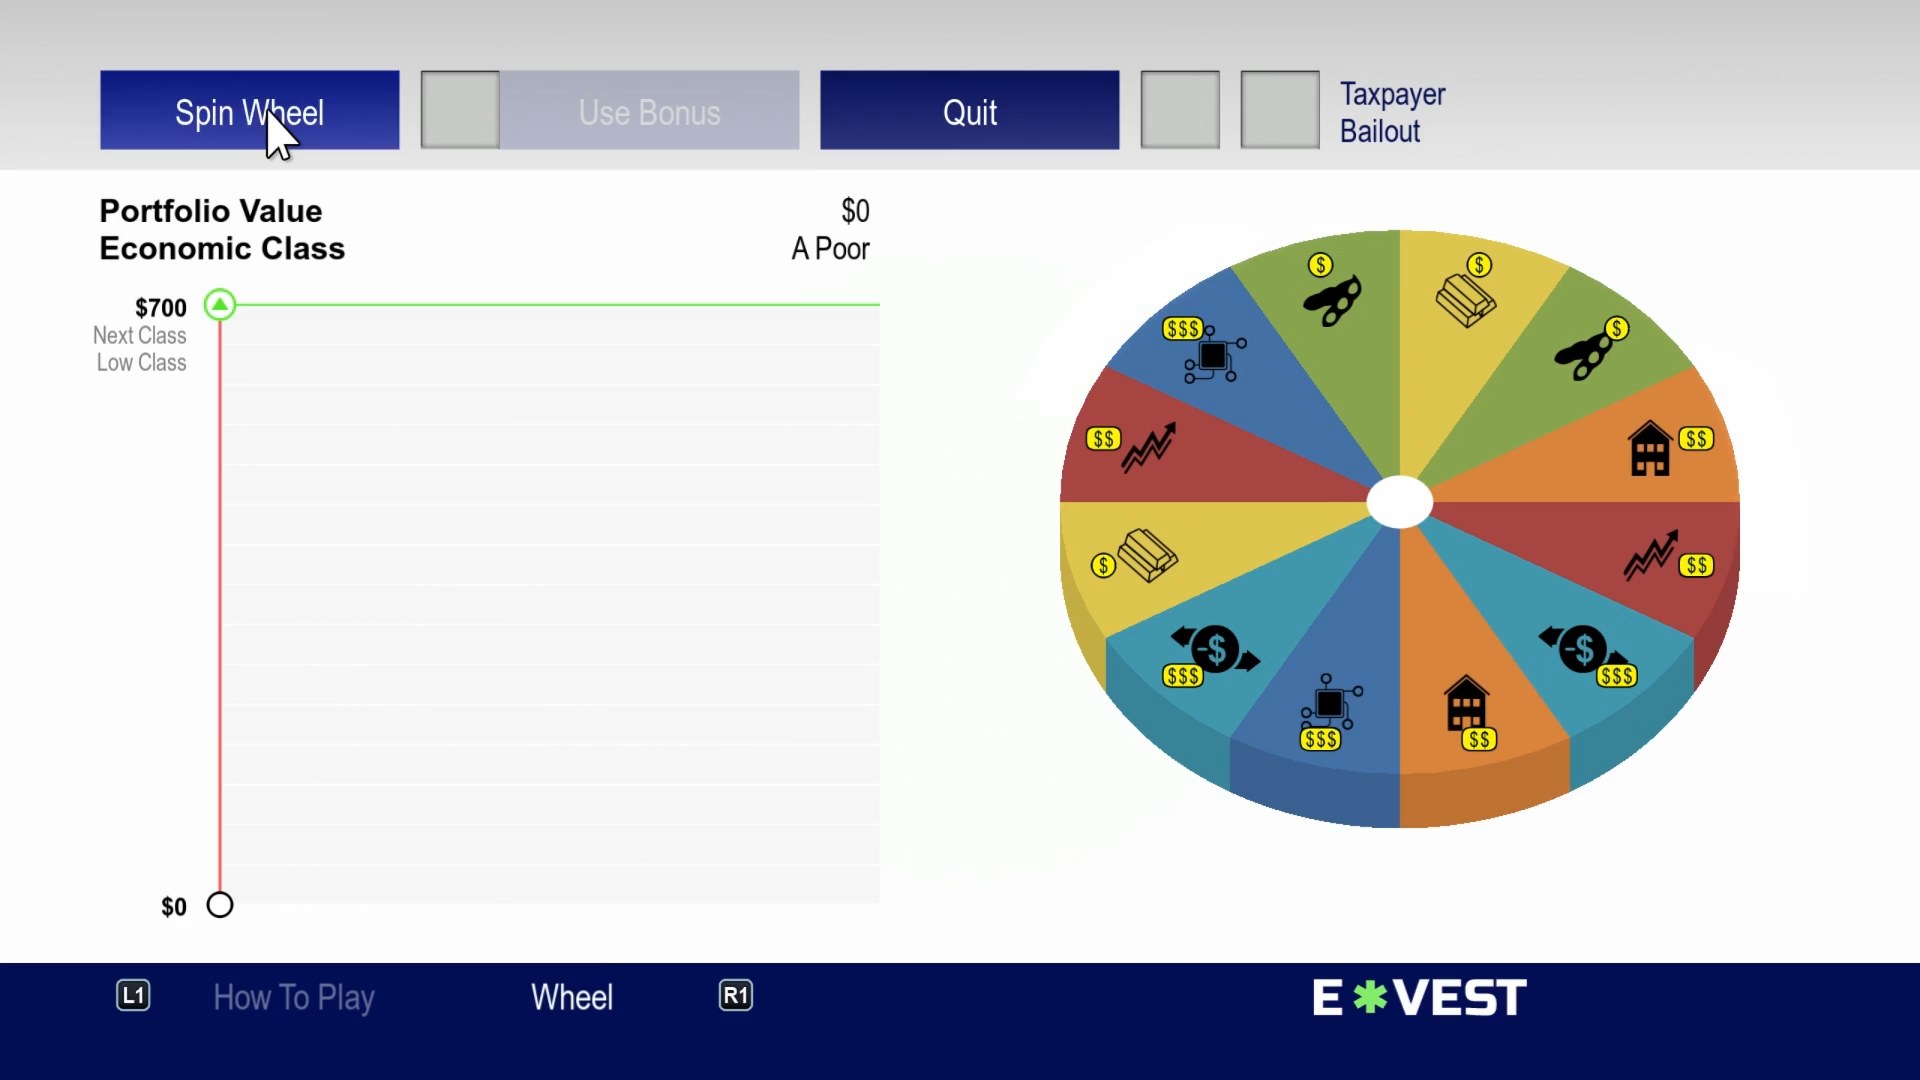 Spin Wheel
Use Bonus
Quit
Taxpayer
Bailout
Portfolio Value $0
Economic Class A Poor
$700
Next Class
Low Class
$0
$
$
$
$$$
$$
$$
$$
$
$$
-$
-$
$$$
$$$
$$$
$$
L1
How To Play
Wheel
R1
E*VEST